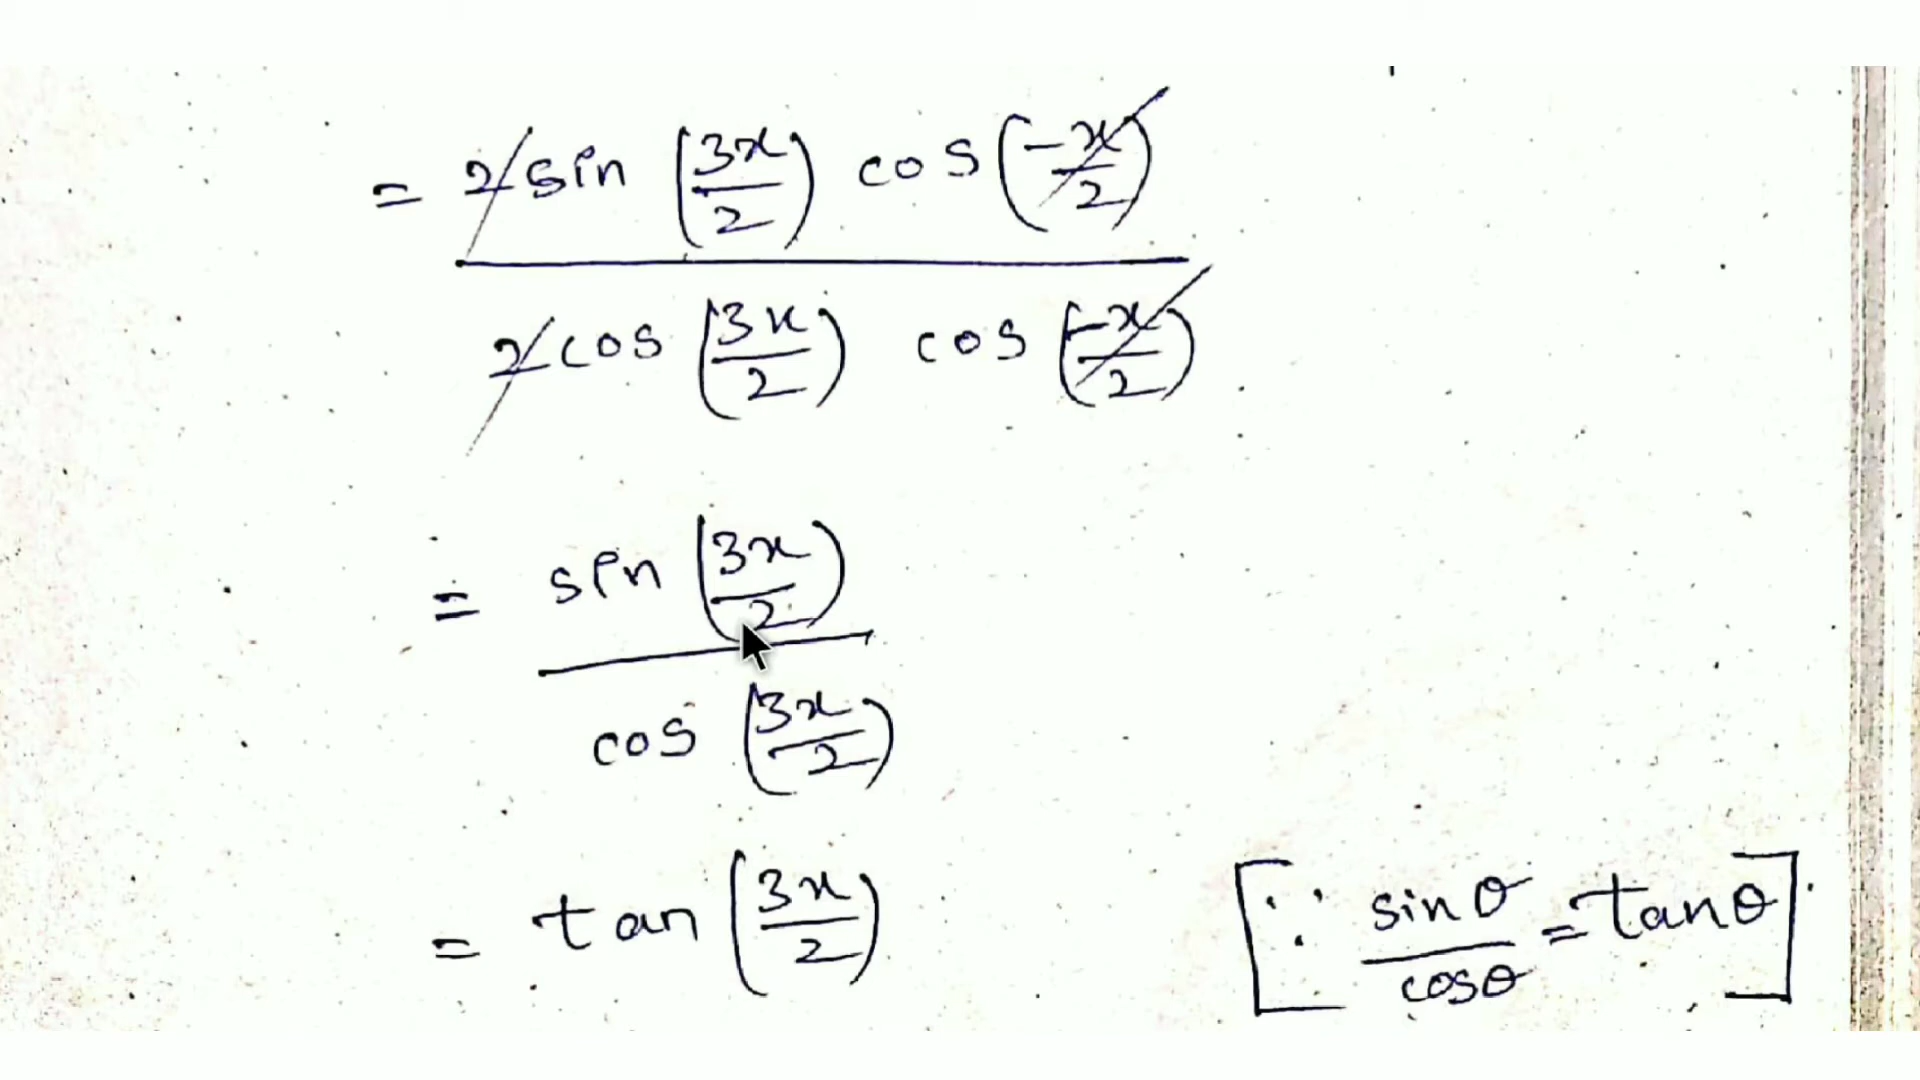 = 2 sin (3x/2) cos (-x/2)
2 cos (3x/2) cos (-x/2)
= sin (3x/2)
cos (3x/2)
= tan (3x/2) [∵ sinθ/cosθ = tanθ]